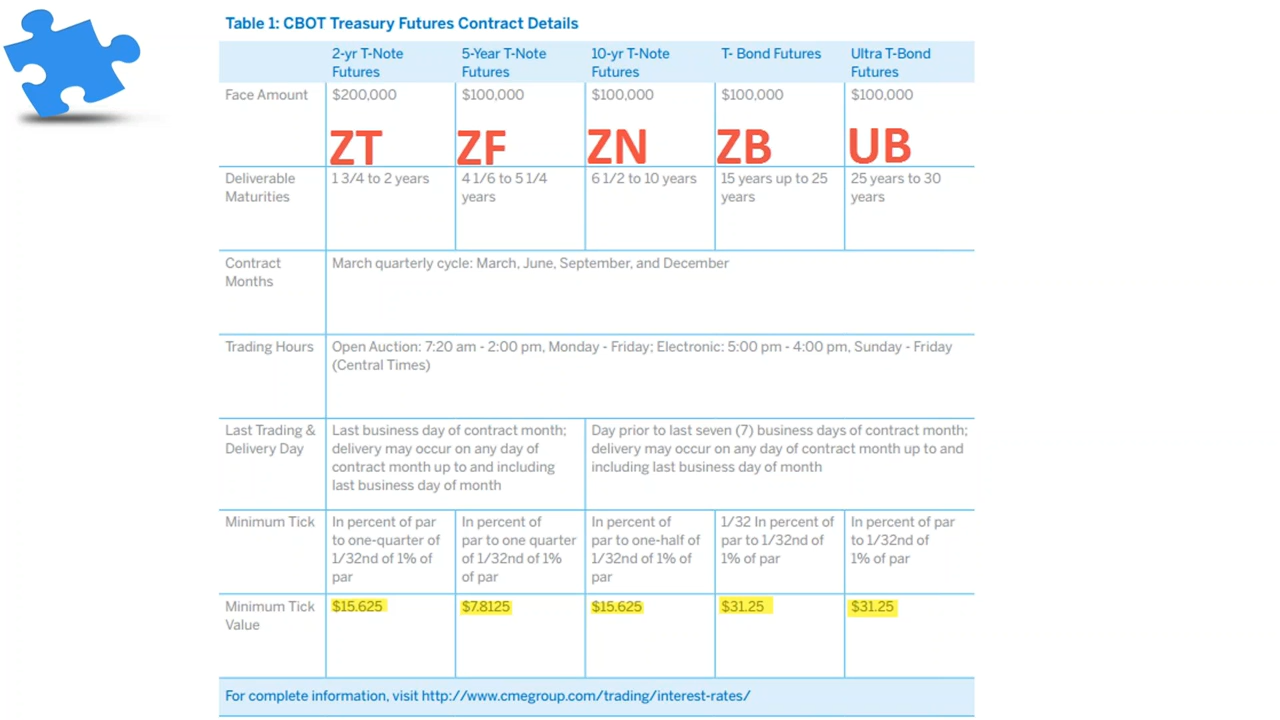 Table 1: CBOT Treasury Futures Contract Details
2-yr T-Note
Futures
5-Year T-Note
Futures
10-yr T-Note
Futures
T- Bond Futures
Ultra T-Bond
Futures
Face Amount
$200,000
$100,000
$100,000
$100,000
$100,000
ZT
ZF
ZN
ZB
UB
Deliverable
Maturities
1 3/4 to 2 years
4 1/6 to 5 1/4
years
6 1/2 to 10 years
15 years up to 25
years
25 years to 30
years
Contract
Months
March quarterly cycle: March, June, September, and December
Trading Hours
Open Auction: 7:20 am - 2:00 pm, Monday - Friday; Electronic: 5:00 pm - 4:00 pm, Sunday - Friday
(Central Times)
Last Trading &
Delivery Day
Last business day of contract month;
delivery may occur on any day of
contract month up to and including
last business day of month
Day prior to last seven (7) business days of contract month;
delivery may occur on any day of contract month up to and
including last business day of month
Minimum Tick
In percent of par
to one-quarter of
1/32nd of 1% of
par
In percent of
par to one quarter
of 1/32nd of 1%
of par
In percent of
par to one-half of
1/32nd of 1% of
par
1/32 In percent of
par to 1/32nd of
1% of par
In percent of par
to 1/32nd of
1% of par
Minimum Tick
Value
$15.625
$7.8125
$15.625
$31.25
$31.25
For complete information, visit http://www.cmegroup.com/trading/interest-rates/